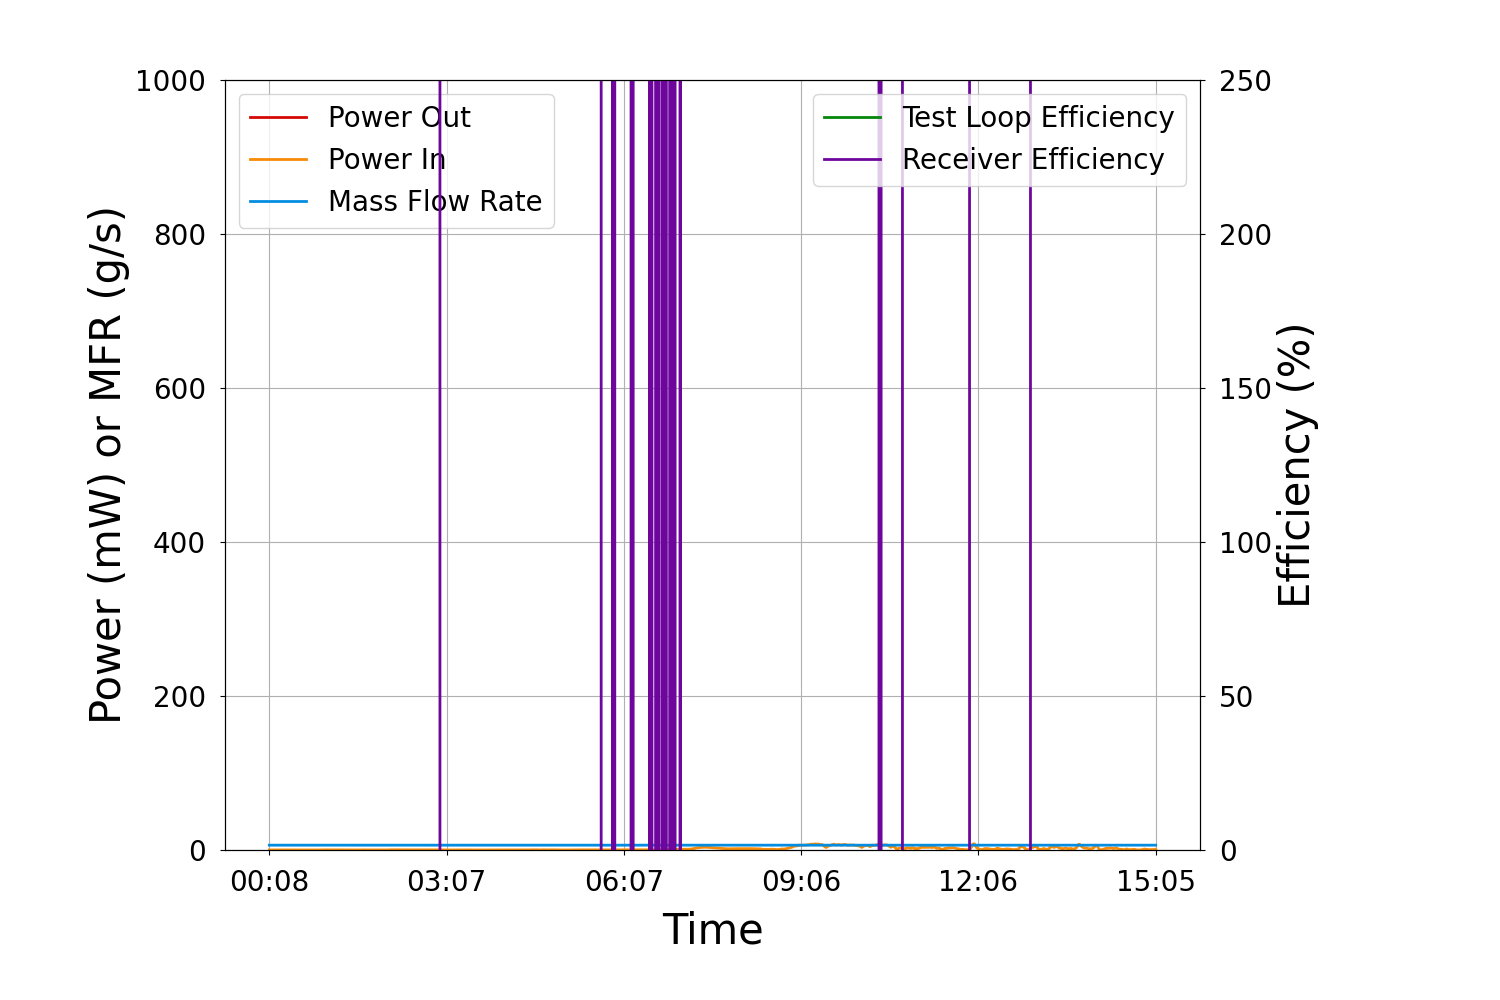 1000
800
600
400
200
0
Power (mW) or MFR (g/s)
Power Out
Power In
Mass Flow Rate
Test Loop Efficiency
Receiver Efficiency
250
200
150
100
50
0
Efficiency (%)
00:08 03:07 06:07 09:06 12:06 15:05
Time